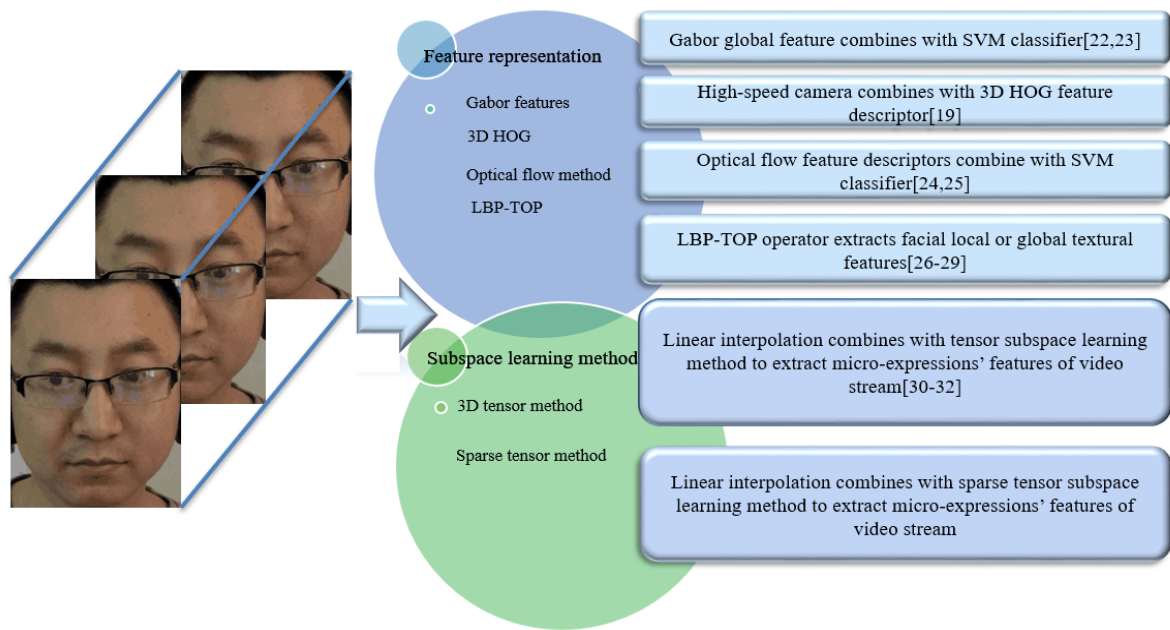 Feature representation
Gabor features
3D HOG
Optical flow method
LBP-TOP
Gabor global feature combines with SVM classifier[22,23]
High-speed camera combines with 3D HOG feature
descriptor[19]
Optical flow feature descriptors combine with SVM
classifier[24,25]
LBP-TOP operator extracts facial local or global textural
features[26-29]
Subspace learning method
3D tensor method
Sparse tensor method
Linear interpolation combines with tensor subspace learning
method to extract micro-expressions’ features of video
stream[30-32]
Linear interpolation combines with sparse tensor subspace
learning method to extract micro-expressions’ features of
video stream